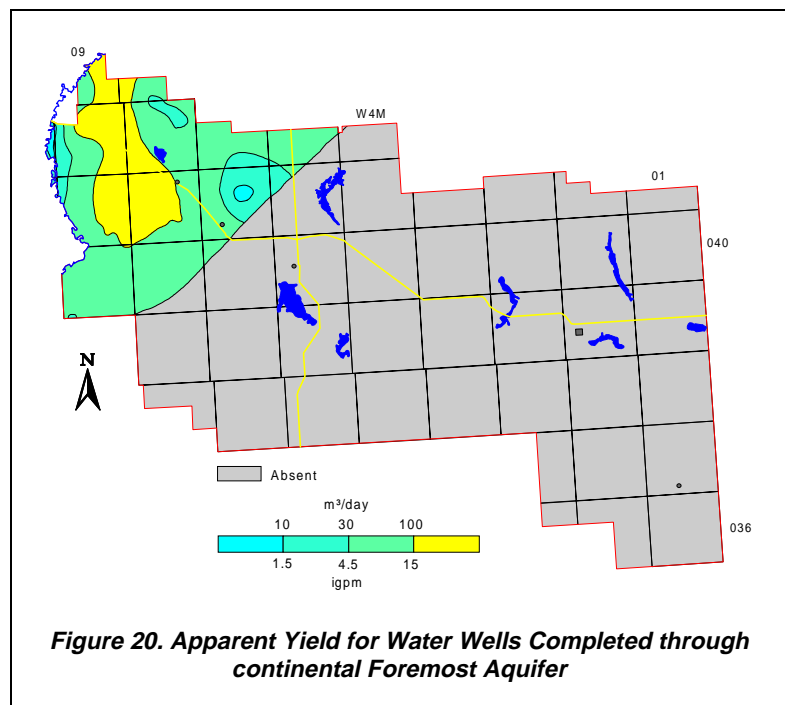 09
W4M
01
040
N
Absent
m³/day
10 30 100
1.5 4.5 15
igpm
036
Figure 20. Apparent Yield for Water Wells Completed through
continental Foremost Aquifer